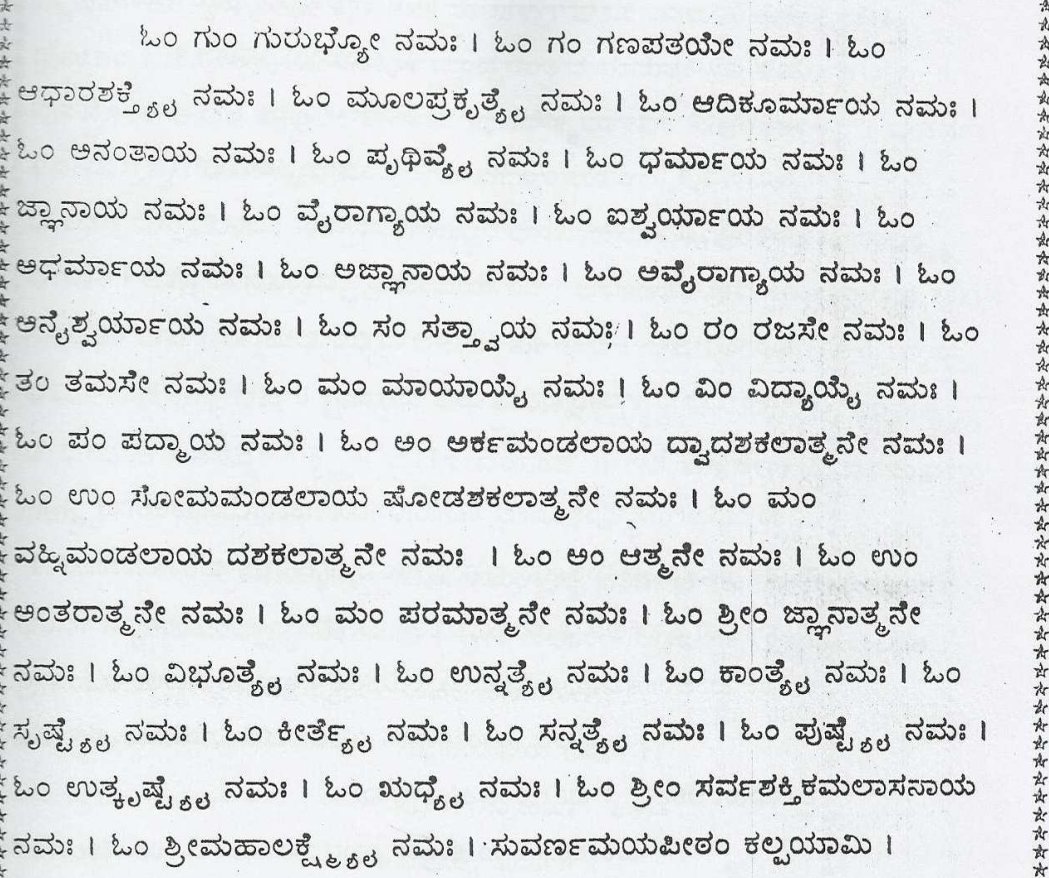 ಓಂ ಗುಂ ಗುರುಭ್ಯೋ ನಮಃ । ಓಂ ಗಂ ಗಣಪತಯೇ ನಮಃ । ಓಂ
ಆಧಾರಶಕ್ತ್ಯೈ ನಮಃ । ಓಂ ಮೂಲಪ್ರಕೃತ್ಯೈ ನಮಃ । ಓಂ ಆದಿಕೂರ್ಮಾಯ ನಮಃ ।
ಓಂ ಅನಂತಾಯ ನಮಃ । ಓಂ ಪೃಥಿವ್ಯೈ ನಮಃ । ಓಂ ಧರ್ಮಾಯ ನಮಃ । ಓಂ
ಜ್ಞಾನಾಯ ನಮಃ । ಓಂ ವೈರಾಗ್ಯಾಯ ನಮಃ । ಓಂ ಐಶ್ವರ್ಯಾಯ ನಮಃ । ಓಂ
ಅಧರ್ಮಾಯ ನಮಃ । ಓಂ ಅಜ್ಞಾನಾಯ ನಮಃ । ಓಂ ಅವೈರಾಗ್ಯಾಯ ನಮಃ । ಓಂ
ಅನೈಶ್ವರ್ಯಾಯ ನಮಃ । ಓಂ ಸಂ ಸತ್ತ್ವಾಯ ನಮಃ । ಓಂ ರಂ ರಜಸೇ ನಮಃ । ಓಂ
ತಂ ತಮಸೇ ನಮಃ । ಓಂ ಮಂ ಮಾಯಾಯೈ ನಮಃ । ಓಂ ವಿಂ ವಿದ್ಯಾಯೈ ನಮಃ ।
ಓಂ ಪಂ ಪದ್ಮಾಯ ನಮಃ । ಓಂ ಅಂ ಅರ್ಕಮಂಡಲಾಯ ದ್ವಾದಶಕಲಾತ್ಮನೇ ನಮಃ ।
ಓಂ ಉಂ ಸೋಮಮಂಡಲಾಯ ಷೋಡಶಕಲಾತ್ಮನೇ ನಮಃ । ಓಂ ಮಂ
ವಹ್ನಿಮಂಡಲಾಯ ದಶಕಲಾತ್ಮನೇ ನಮಃ । ಓಂ ಅಂ ಆತ್ಮನೇ ನಮಃ । ಓಂ ಉಂ
ಅಂತರಾತ್ಮನೇ ನಮಃ । ಓಂ ಮಂ ಪರಮಾತ್ಮನೇ ನಮಃ । ಓಂ ಶ್ರೀಂ ಜ್ಞಾನಾತ್ಮನೇ
ನಮಃ । ಓಂ ವಿಭೂತ್ಯೈ ನಮಃ । ಓಂ ಉನ್ನತ್ಯೈ ನಮಃ । ಓಂ ಕಾಂತ್ಯೈ ನಮಃ । ಓಂ
ಸೃಷ್ಟ್ಯೈ ನಮಃ । ಓಂ ಕೀರ್ತ್ಯೈ ನಮಃ । ಓಂ ಸನ್ನತ್ಯೈ ನಮಃ । ಓಂ ಪುಷ್ಟ್ಯೈ ನಮಃ ।
ಓಂ ಉತ್ಕೃಷ್ಟ್ಯೈ ನಮಃ । ಓಂ ಋಧ್ಯೈ ನಮಃ । ಓಂ ಶ್ರೀಂ ಸರ್ವಶಕ್ತಿಕಮಲಾಸನಾಯ
ನಮಃ । ಓಂ ಶ್ರೀಮಹಾಲಕ್ಷ್ಮ್ಯೈ ನಮಃ । ಸುವರ್ಣಮಯಪೀಠಂ ಕಲ್ಪಯಾಮಿ ।